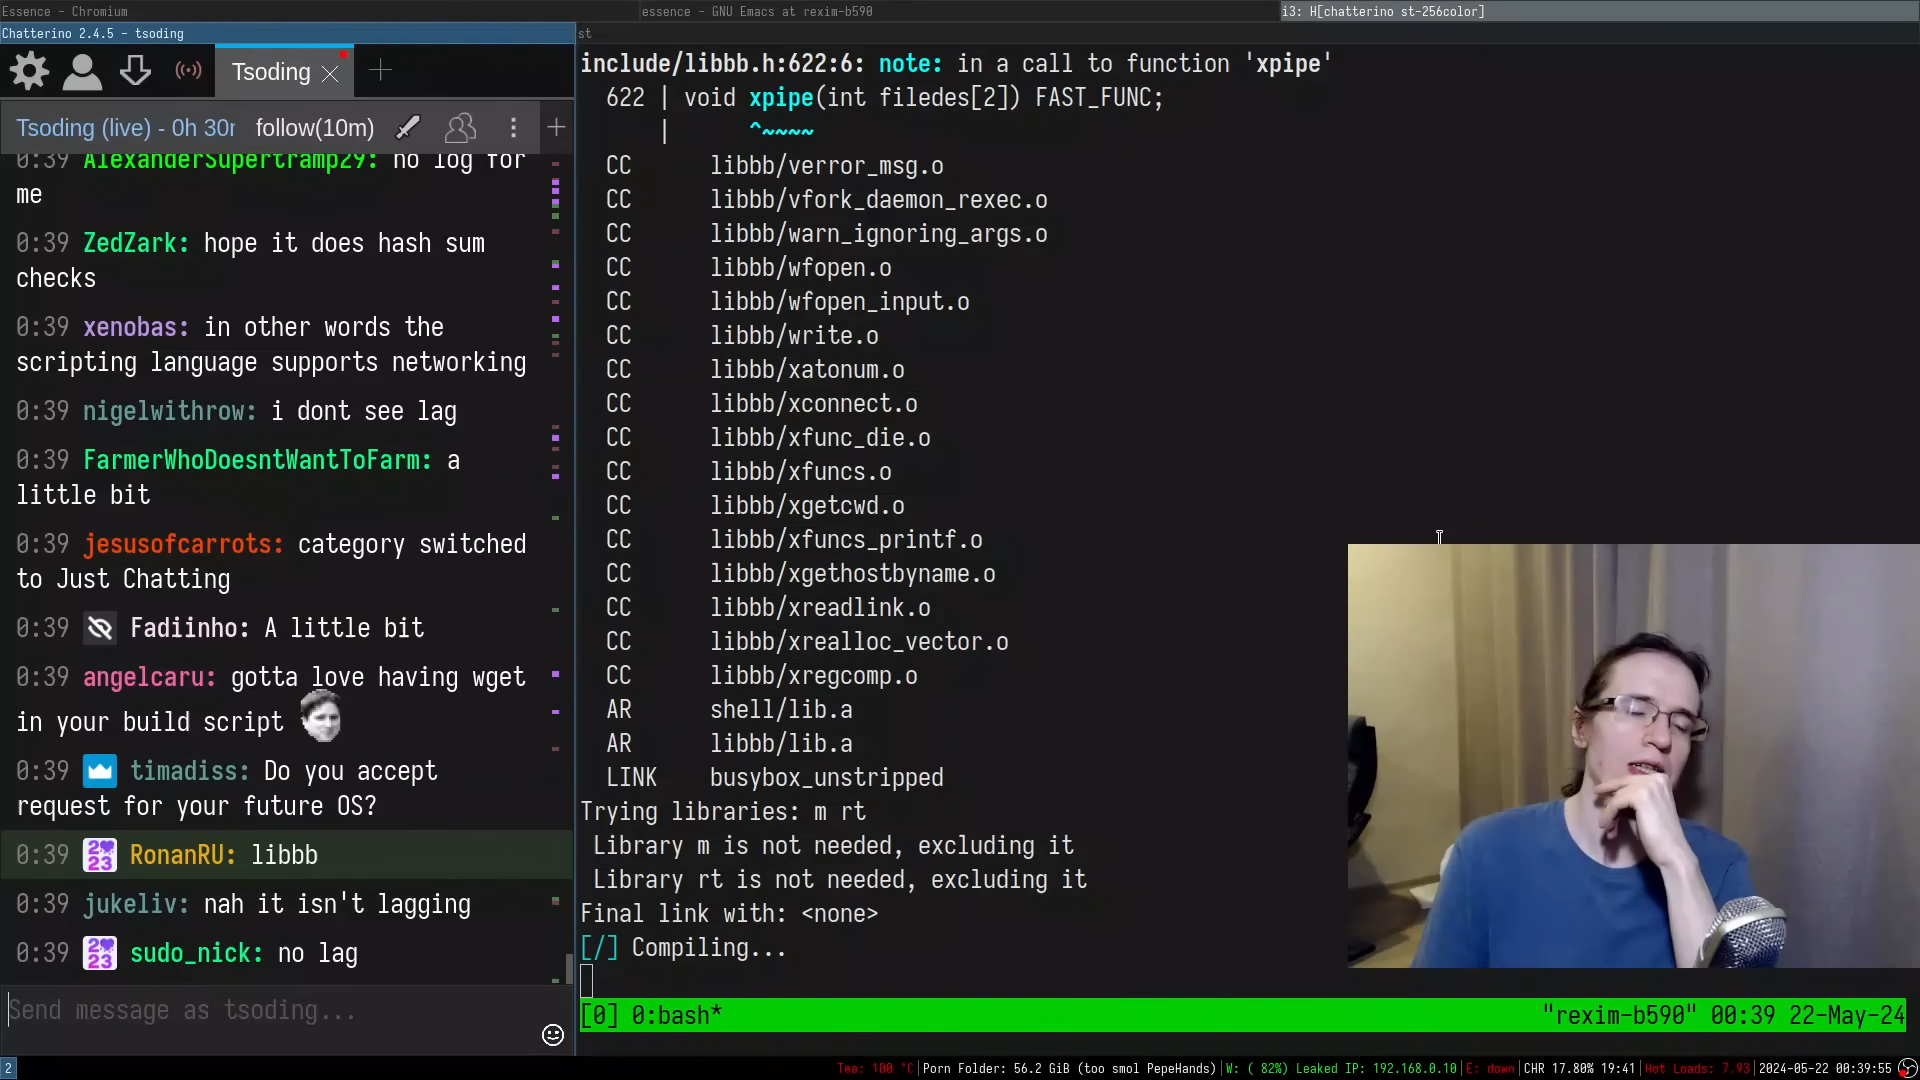 Essence - Chromium
essence - GNU Emacs at rexim-b590
i3: H[chatterino st-256color]
Chatterino 2.4.5 - tsoding
st
Tsoding
Tsoding (live) - 0h 30r
follow(10m)
0:39 AlexanderSupertramp29: no log for
me
0:39 ZedZark: hope it does hash sum
checks
0:39 xenobas: in other words the
scripting language supports networking
0:39 nigelwithrow: i dont see lag
0:39 FarmerWhoDoesntWantToFarm: a
little bit
0:39 jesusofcarrots: category switched
to Just Chatting
0:39 Fadiinho: A little bit
0:39 angelcaru: gotta love having wget
in your build script
0:39 timadiss: Do you accept
request for your future OS?
0:39 RonanRU: libbb
0:39 jukeliv: nah it isn't lagging
0:39 sudo_nick: no lag
Send message as tsoding...
include/libbb.h:622:6: note: in a call to function 'xpipe'
622 | void xpipe(int filedes[2]) FAST_FUNC;
| ^~~~~
CC libbb/verror_msg.o
CC libbb/vfork_daemon_rexec.o
CC libbb/warn_ignoring_args.o
CC libbb/wfopen.o
CC libbb/wfopen_input.o
CC libbb/write.o
CC libbb/xatonum.o
CC libbb/xconnect.o
CC libbb/xfunc_die.o
CC libbb/xfuncs.o
CC libbb/xgetcwd.o
CC libbb/xfuncs_printf.o
CC libbb/xgethostbyname.o
CC libbb/xreadlink.o
CC libbb/xrealloc_vector.o
CC libbb/xregcomp.o
AR shell/lib.a
AR libbb/lib.a
LINK busybox_unstripped
Trying libraries: m rt
Library m is not needed, excluding it
Library rt is not needed, excluding it
Final link with: <none>
[/] Compiling...
[0] 0:bash* "rexim-b590" 00:39 22-May-24
2
Tea: 100 °C | Porn Folder: 56.2 GiB (too smol PepeHands) | W: ( 82%) Leaked IP: 192.168.0.10 | E: down | CHR 17.80% 19:41 | Hot Loads: 7.93 | 2024-05-22 00:39:55